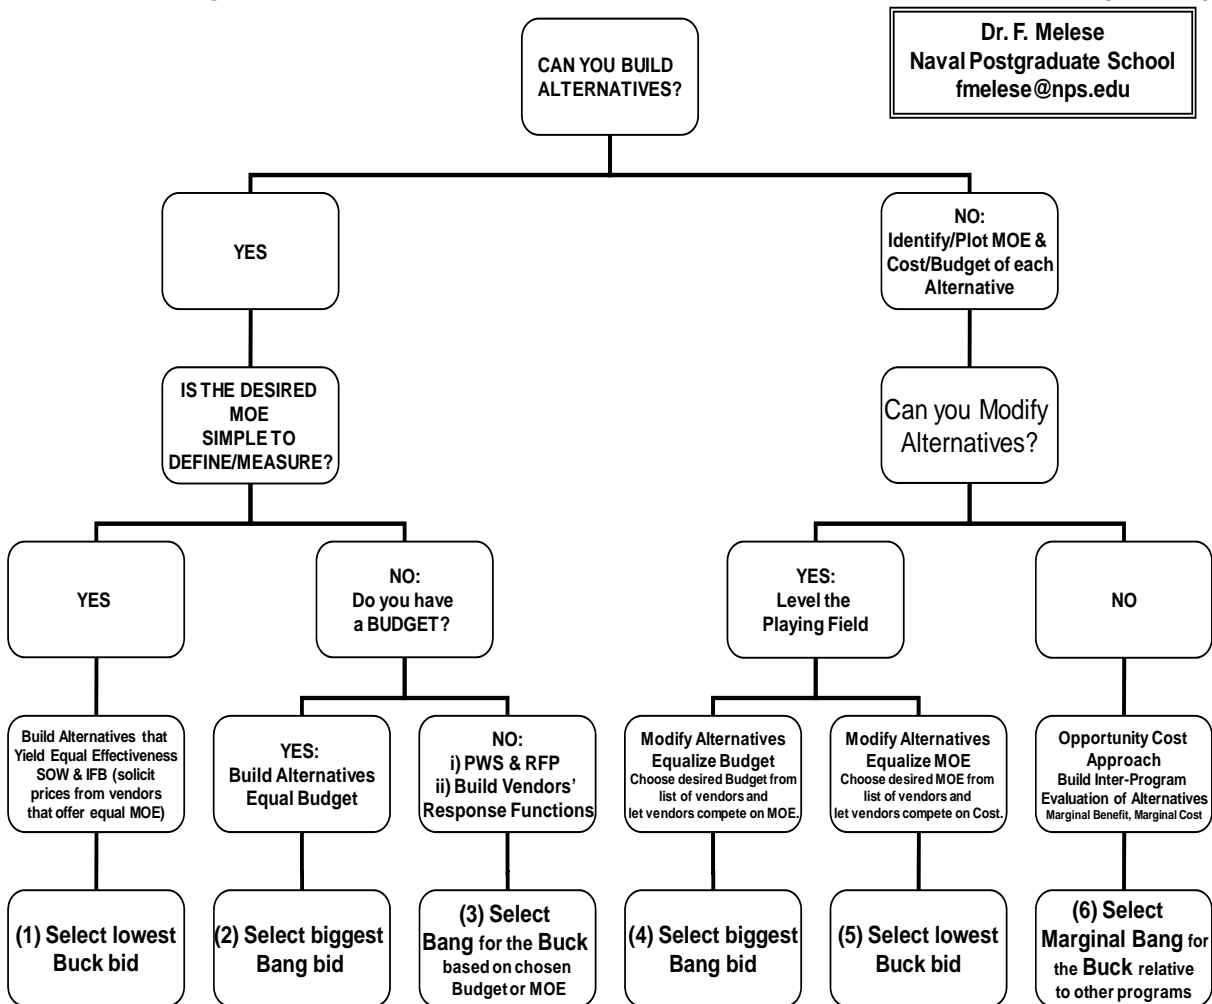 Dr. F. Melese
Naval Postgraduate School
fmelese@nps.edu
CAN YOU BUILD
ALTERNATIVES?
YES
NO:
Identify/Plot MOE &
Cost/Budget of each
Alternative
IS THE DESIRED
MOE
SIMPLE TO
DEFINE/MEASURE?
Can you Modify
Alternatives?
YES
NO:
Do you have
a BUDGET?
YES:
Level the
Playing Field
NO
Build Alternatives that
Yield Equal Effectiveness
SOW & IFB (solicit
prices from vendors
that offer equal MOE)
YES:
Build Alternatives
Equal Budget
NO:
i) PWS & RFP
ii) Build Vendors'
Response Functions
Modify Alternatives
Equalize Budget
Choose desired Budget from
list of vendors and
let vendors compete on MOE.
Modify Alternatives
Equalize MOE
Choose desired MOE from
list of vendors and
let vendors compete on Cost.
Opportunity Cost
Approach
Build Inter-Program
Evaluation of Alternatives
Marginal Benefit, Marginal Cost
(1) Select lowest
Buck bid
(2) Select biggest
Bang bid
(3) Select
Bang for the Buck
based on chosen
Budget or MOE
(4) Select biggest
Bang bid
(5) Select lowest
Buck bid
(6) Select
Marginal Bang for
the Buck relative
to other programs